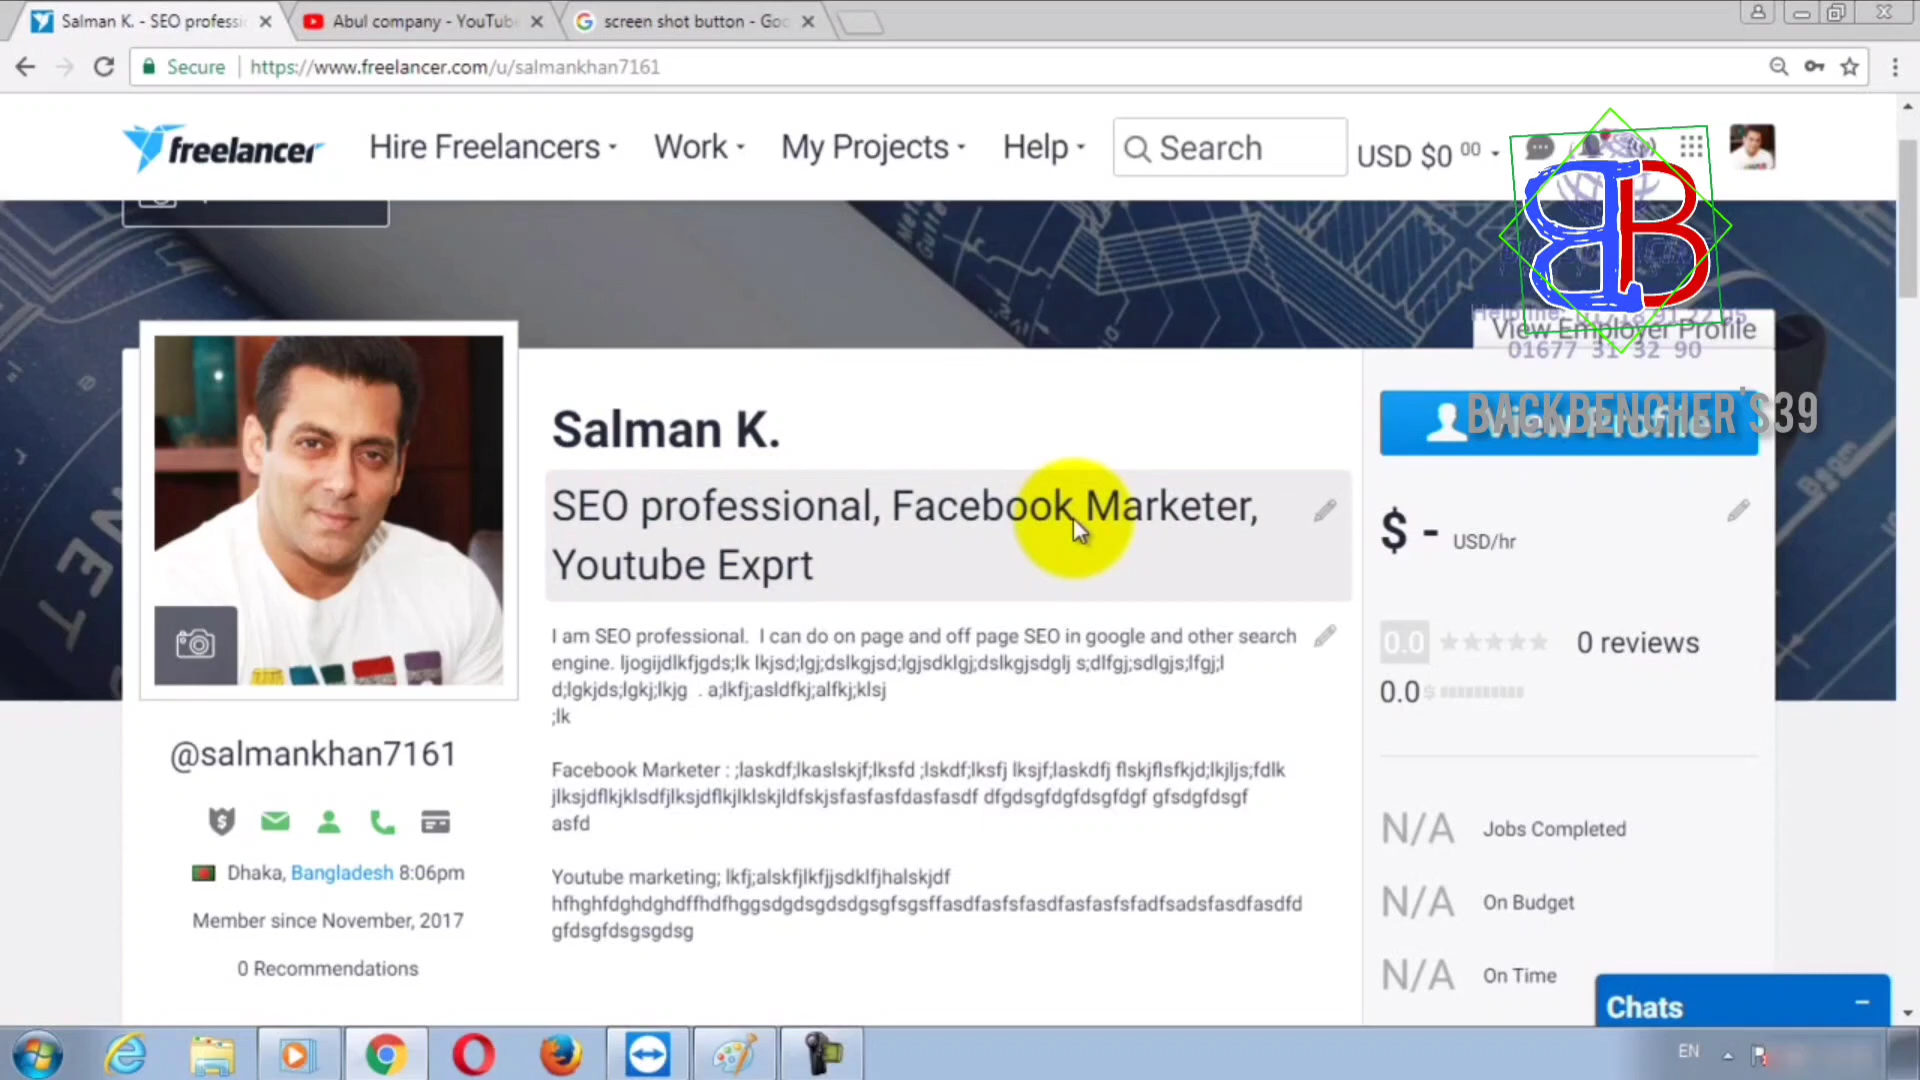 Salman K. - SEO professi
Abul company - YouTub
screen shot button - Goo
Secure
https://www.freelancer.com/u/salmankhan7161
freelancer
Hire Freelancers
Work
My Projects
Help
Search
USD $0 00
BB
View Employer Profile
01677 31 32 90
BACKBENCHER'S39
View Profile
Salman K.
SEO professional, Facebook Marketer,
Youtube Exprt
$ - USD/hr
I am SEO professional. I can do on page and off page SEO in google and other search
engine. ljogijdlkfjgds;lk lkjsd;lgj;dslkgjsd;lgjsdklgj;dslkgjsdglj s;dlfgj;sdlgjs;lfgj;l
d;lgkjds;lgkj;lkjg . a;lkfj;asldfkj;alfkj;klsj
;lk
0.0
0 reviews
0.0
@salmankhan7161
Facebook Marketer : ;laskdf;lkaslskjf;lksfd ;lskdf;lksfj lksjf;laskdfj flskjflsfkjd;lkjljs;fdlk
jlksjdflkjklsdfjlksjdflkjlklskjldfskjsfasfasfdasfasdf dfgdsgfdgfdsgfdgf gfsdgfdsgf
asfd
N/A Jobs Completed
Dhaka, Bangladesh 8:06pm
Youtube marketing; lkfj;alskfjlkfjjsdklfjhalskjdf
hfhghfdghdghdffhdfhggsdgdsgdsdgsgfsgsffasdfasfsfasdfasfasfsfadfsadsfasdfasdfd
gfdsgfdsgsgdsg
N/A On Budget
Member since November, 2017
0 Recommendations
N/A On Time
Chats
EN